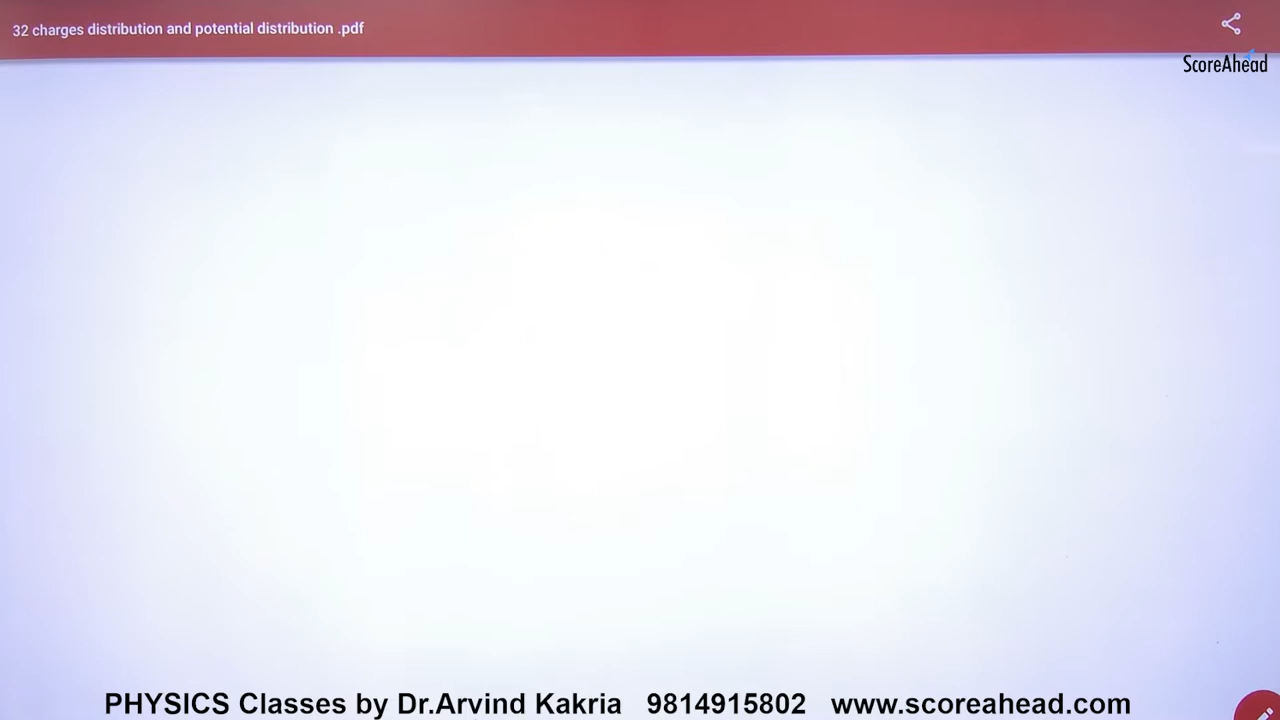 32 charges distribution and potential distribution .pdf
ScoreAhead
PHYSICS Classes by Dr.Arvind Kakria 9814915802 www.scoreahead.com